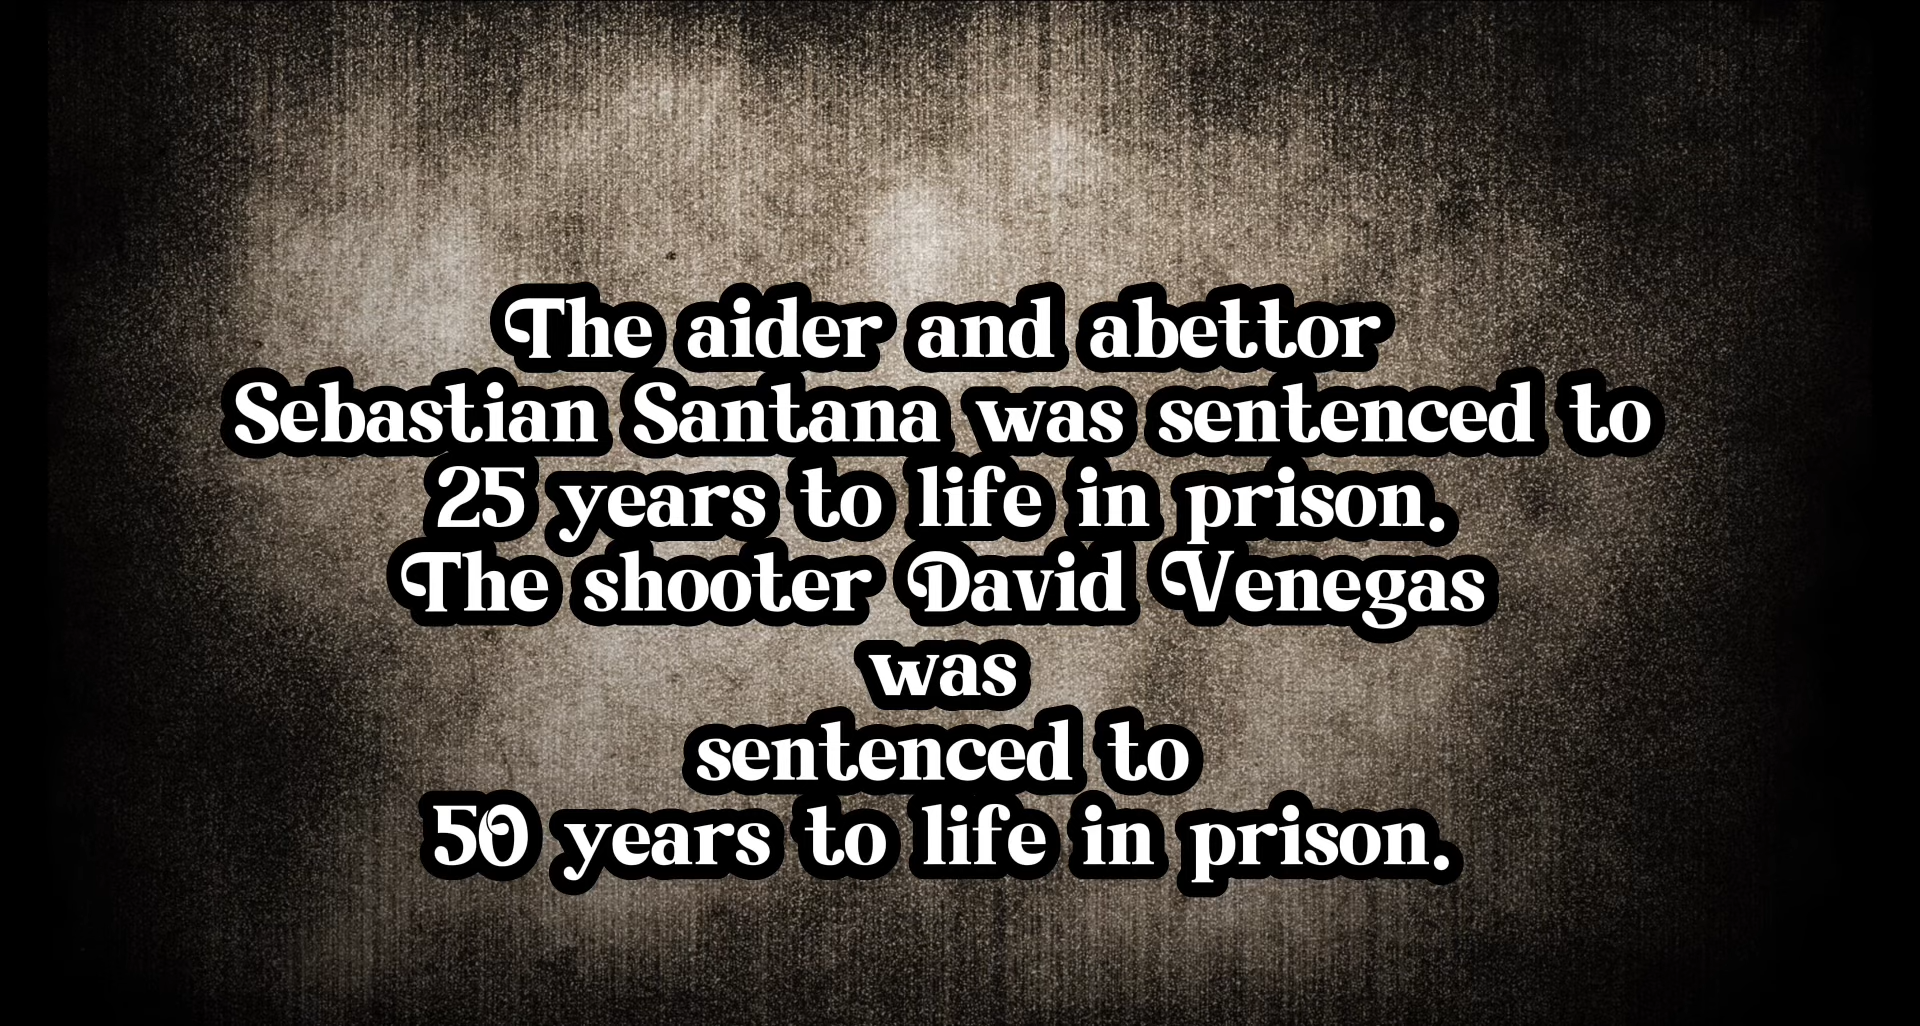 The aider and abettor
Sebastian Santana was sentenced to
25 years to life in prison.
The shooter David Venegas
was
sentenced to
50 years to life in prison.